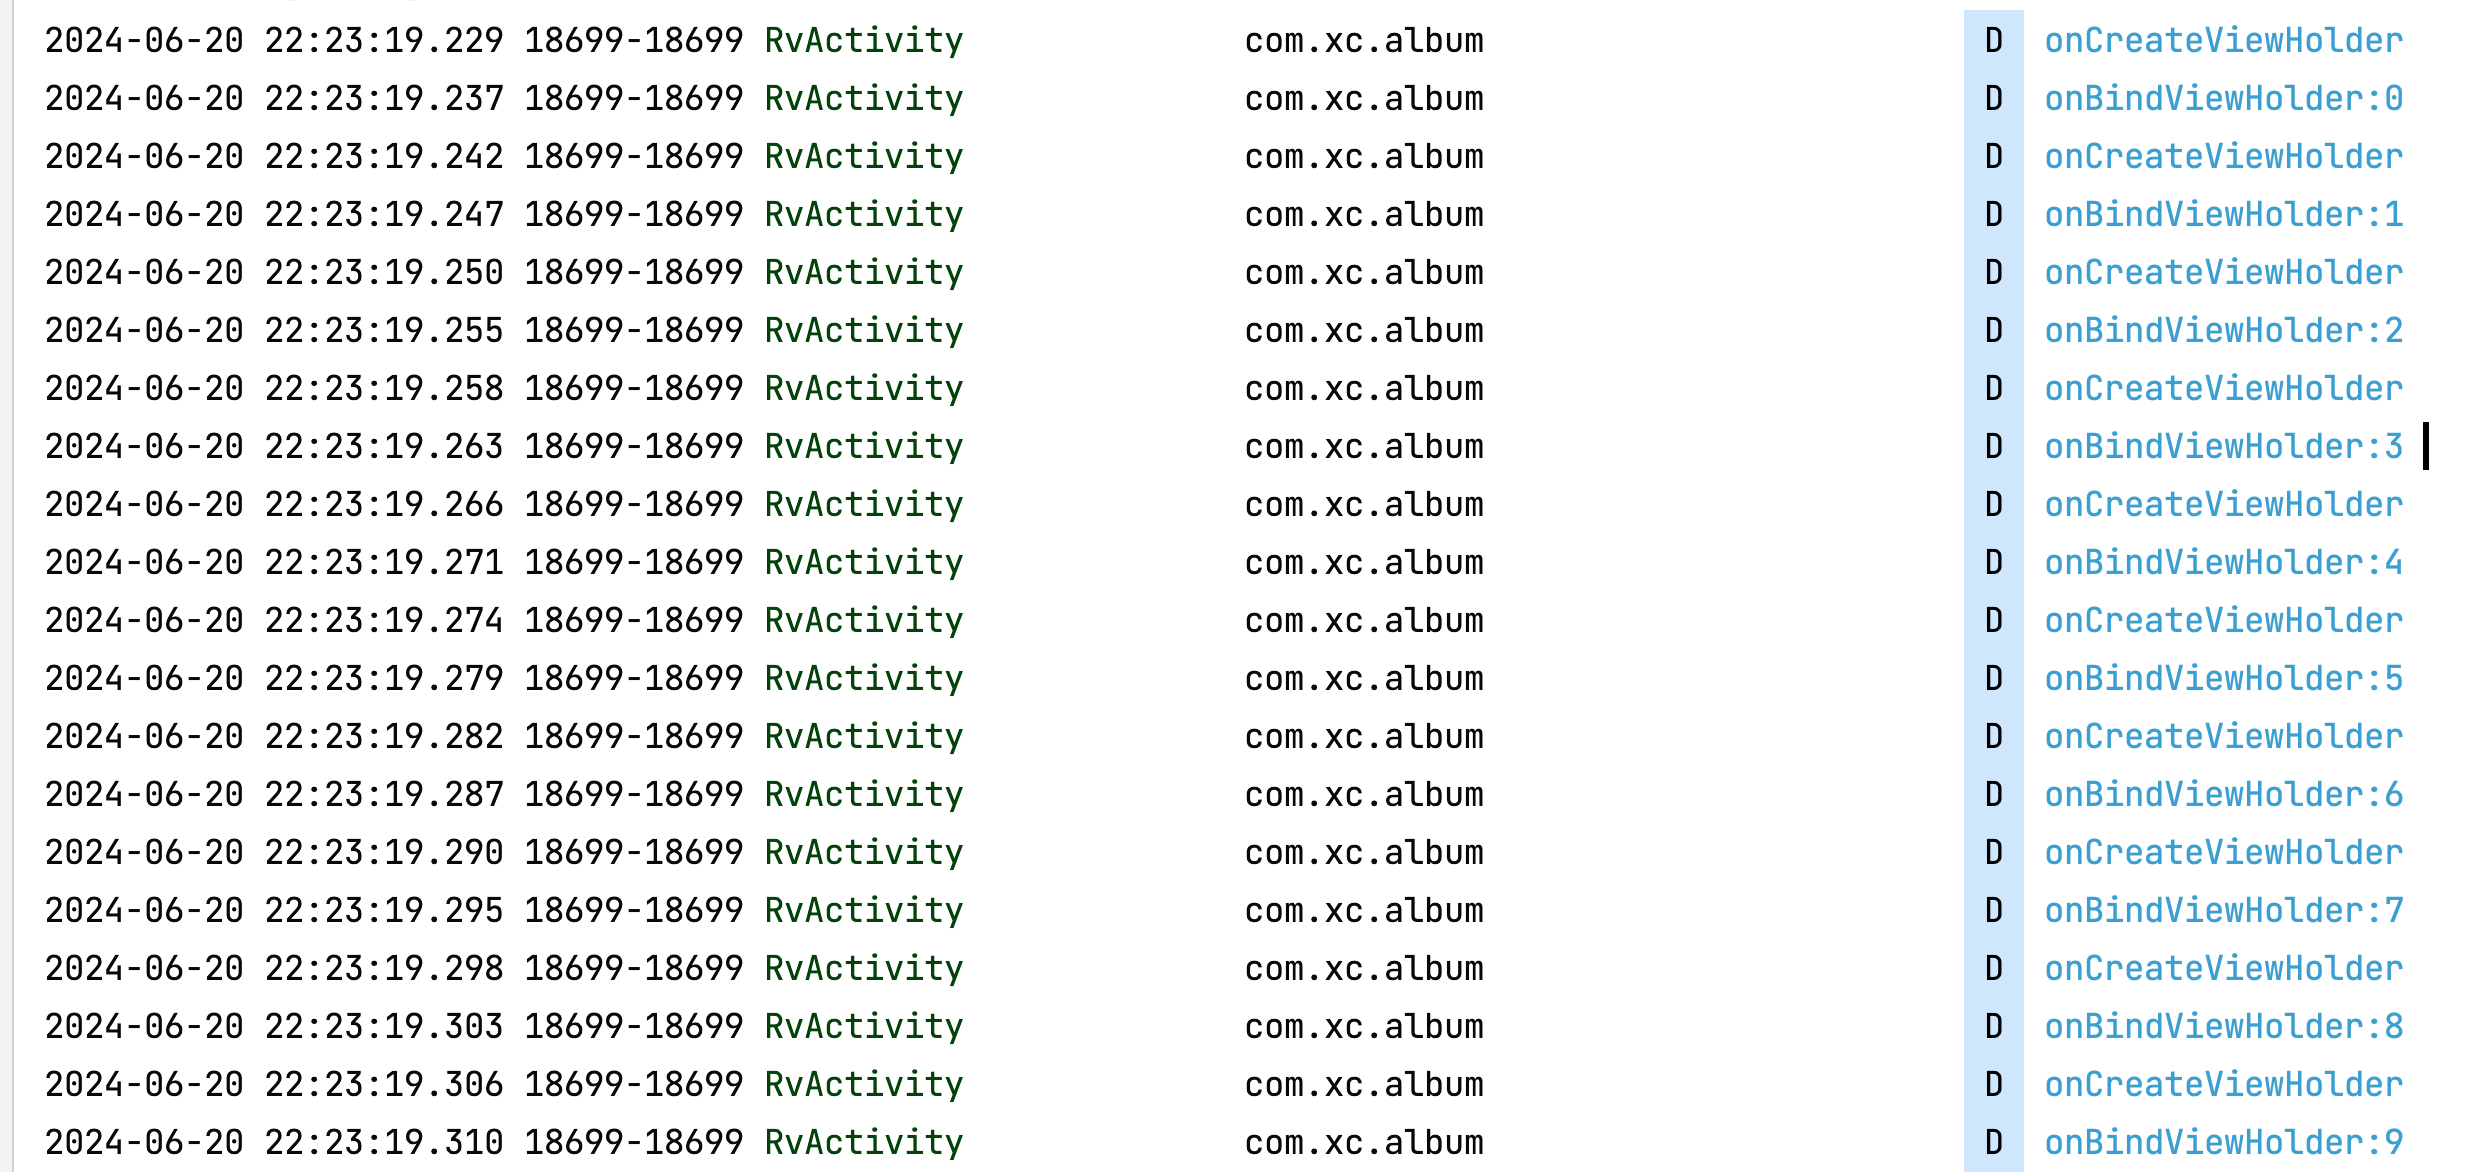 2024-06-20 22:23:19.229 18699-18699 RvActivity com.xc.album D onCreateViewHolder
2024-06-20 22:23:19.237 18699-18699 RvActivity com.xc.album D onBindViewHolder:0
2024-06-20 22:23:19.242 18699-18699 RvActivity com.xc.album D onCreateViewHolder
2024-06-20 22:23:19.247 18699-18699 RvActivity com.xc.album D onBindViewHolder:1
2024-06-20 22:23:19.250 18699-18699 RvActivity com.xc.album D onCreateViewHolder
2024-06-20 22:23:19.255 18699-18699 RvActivity com.xc.album D onBindViewHolder:2
2024-06-20 22:23:19.258 18699-18699 RvActivity com.xc.album D onCreateViewHolder
2024-06-20 22:23:19.263 18699-18699 RvActivity com.xc.album D onBindViewHolder:3
2024-06-20 22:23:19.266 18699-18699 RvActivity com.xc.album D onCreateViewHolder
2024-06-20 22:23:19.271 18699-18699 RvActivity com.xc.album D onBindViewHolder:4
2024-06-20 22:23:19.274 18699-18699 RvActivity com.xc.album D onCreateViewHolder
2024-06-20 22:23:19.279 18699-18699 RvActivity com.xc.album D onBindViewHolder:5
2024-06-20 22:23:19.282 18699-18699 RvActivity com.xc.album D onCreateViewHolder
2024-06-20 22:23:19.287 18699-18699 RvActivity com.xc.album D onBindViewHolder:6
2024-06-20 22:23:19.290 18699-18699 RvActivity com.xc.album D onCreateViewHolder
2024-06-20 22:23:19.295 18699-18699 RvActivity com.xc.album D onBindViewHolder:7
2024-06-20 22:23:19.298 18699-18699 RvActivity com.xc.album D onCreateViewHolder
2024-06-20 22:23:19.303 18699-18699 RvActivity com.xc.album D onBindViewHolder:8
2024-06-20 22:23:19.306 18699-18699 RvActivity com.xc.album D onCreateViewHolder
2024-06-20 22:23:19.310 18699-18699 RvActivity com.xc.album D onBindViewHolder:9